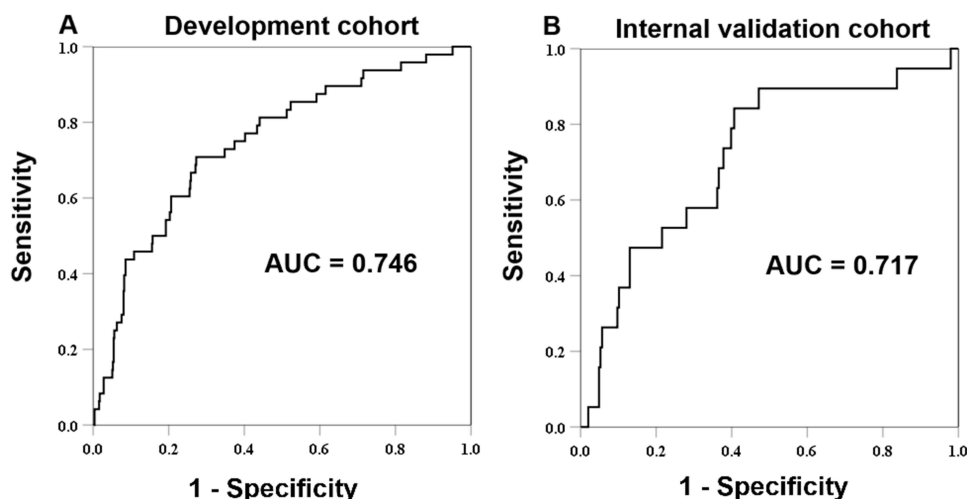 A Development cohort
1.0
0.8
0.6
0.4
0.2
0.0
Sensitivity
AUC = 0.746
0.0 0.2 0.4 0.6 0.8 1.0
1 - Specificity
B Internal validation cohort
1.0
0.8
0.6
0.4
0.2
0.0
Sensitivity
AUC = 0.717
0.0 0.2 0.4 0.6 0.8 1.0
1 - Specificity